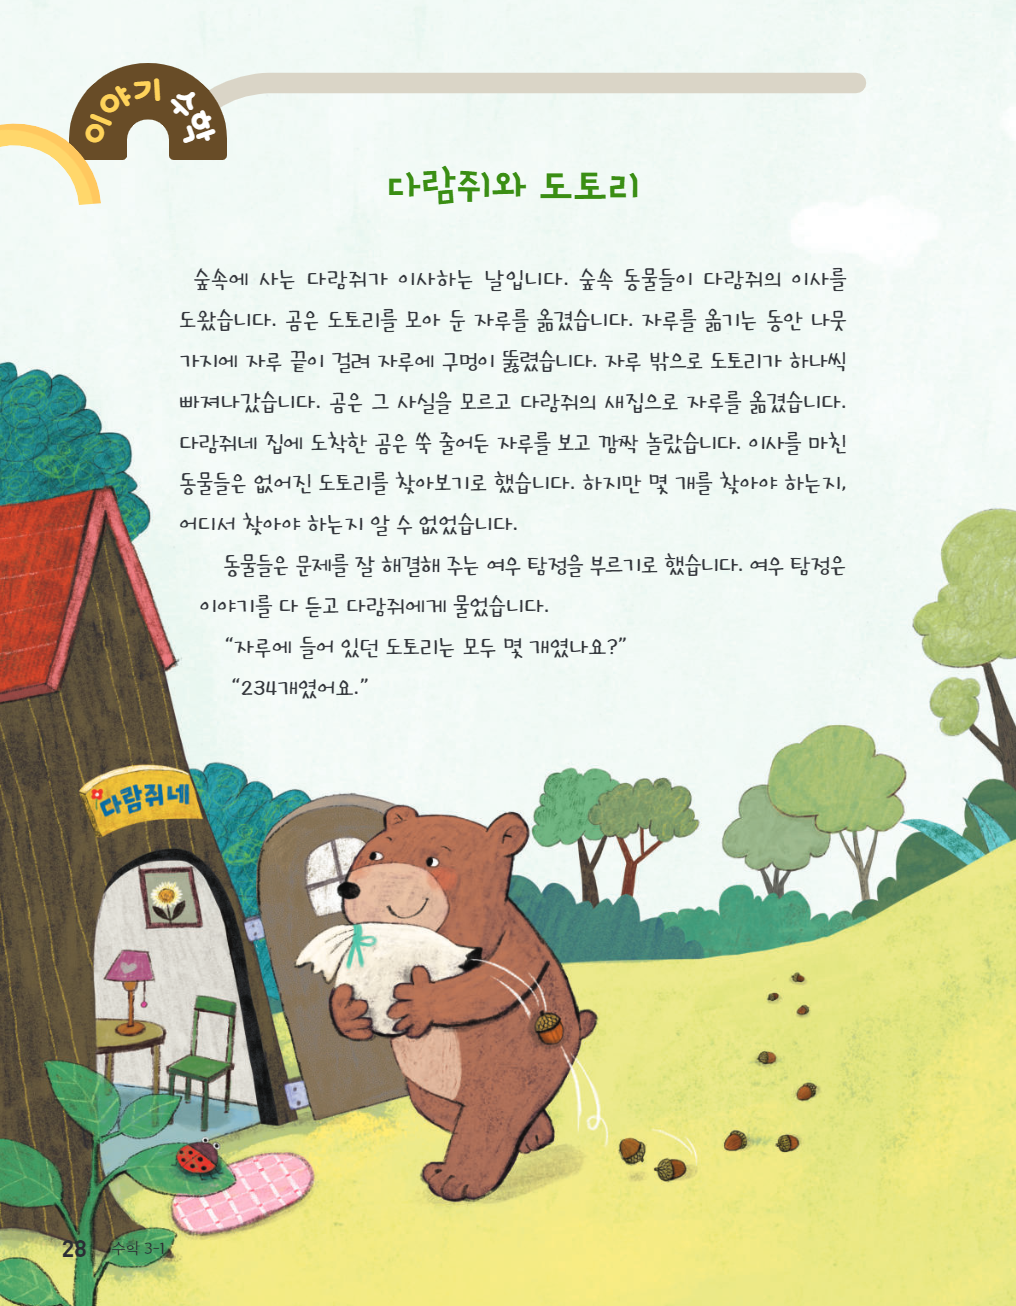 이야기 수학
다람쥐와 도토리
숲속에 사는 다람쥐가 이사하는 날입니다. 숲속 동물들이 다람쥐의 이사를
도왔습니다. 곰은 도토리를 모아 둔 자루를 옮겼습니다. 자루를 옮기는 동안 나뭇
가지에 자루 끝이 걸려 자루에 구멍이 뚫렸습니다. 자루 밖으로 도토리가 하나씩
빠져나갔습니다. 곰은 그 사실을 모르고 다람쥐의 새집으로 자루를 옮겼습니다.
다람쥐네 집에 도착한 곰은 쑥 줄어든 자루를 보고 깜짝 놀랐습니다. 이사를 마친
동물들은 없어진 도토리를 찾아보기로 했습니다. 하지만 몇 개를 찾아야 하는지,
어디서 찾아야 하는지 알 수 없었습니다.
동물들은 문제를 잘 해결해 주는 여우 탐정을 부르기로 했습니다. 여우 탐정은
이야기를 다 듣고 다람쥐에게 물었습니다.
“자루에 들어 있던 도토리는 모두 몇 개였나요?”
“234개였어요.”
다람쥐네
28 수학 3-1